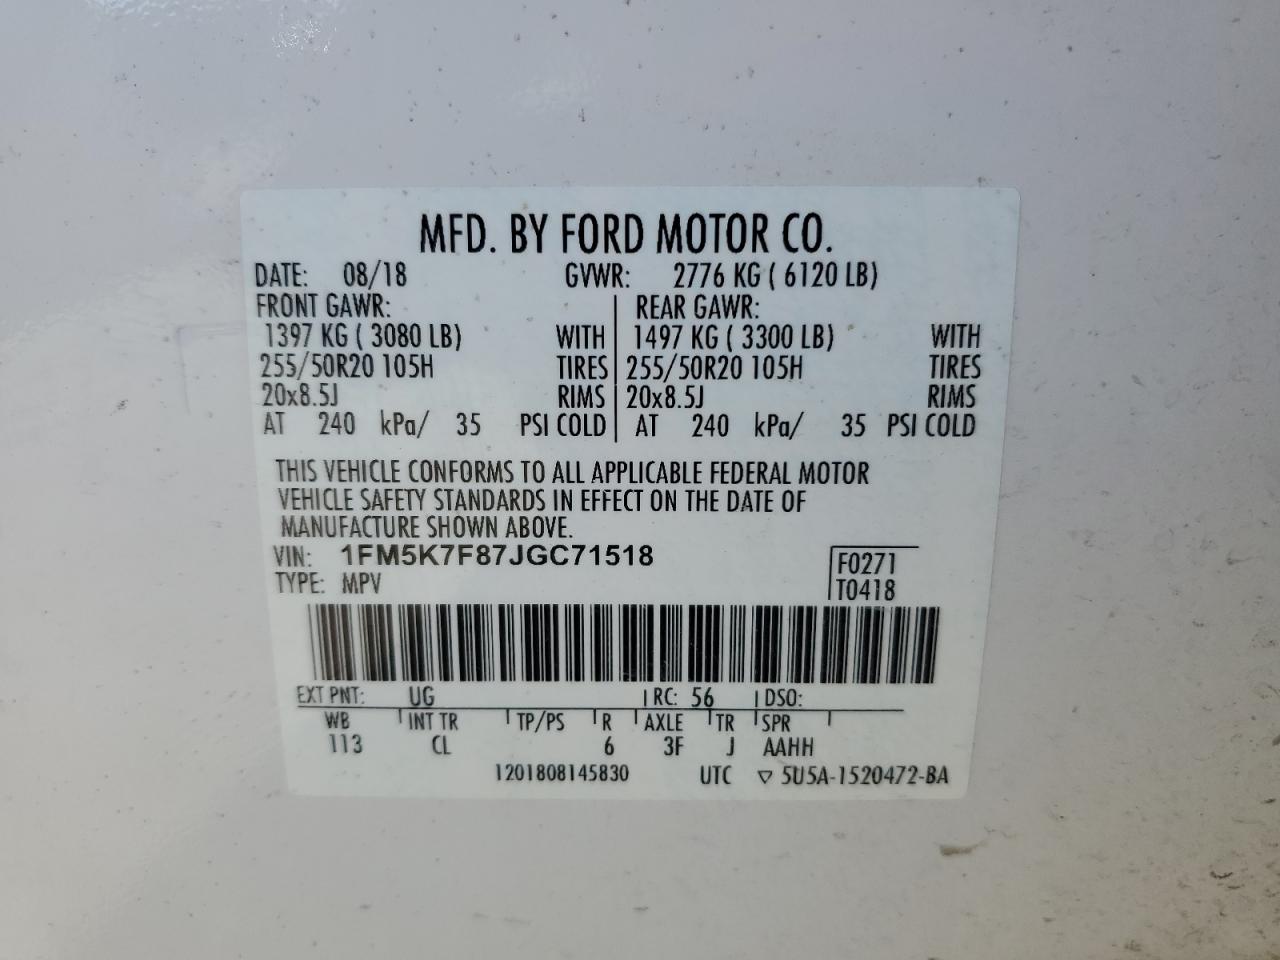 MFD. BY FORD MOTOR CO.
DATE: 08/18 GVWR: 2776 KG ( 6120 LB)
FRONT GAWR: REAR GAWR:
1397 KG ( 3080 LB) WITH 1497 KG ( 3300 LB) WITH
255/50R20 105H TIRES 255/50R20 105H TIRES
20x8.5J RIMS 20x8.5J RIMS
AT 240 kPa/ 35 PSI COLD AT 240 kPa/ 35 PSI COLD
THIS VEHICLE CONFORMS TO ALL APPLICABLE FEDERAL MOTOR
VEHICLE SAFETY STANDARDS IN EFFECT ON THE DATE OF
MANUFACTURE SHOWN ABOVE.
VIN: 1FM5K7F87JGC71518 F0271
TYPE: MPV T0418
EXT PNT: UG RC: 56 DSO:
WB INT TR TP/PS R AXLE TR SPR
113 CL 6 3F J AAHH
1201808145830 UTC ▽ 5U5A-1520472-BA